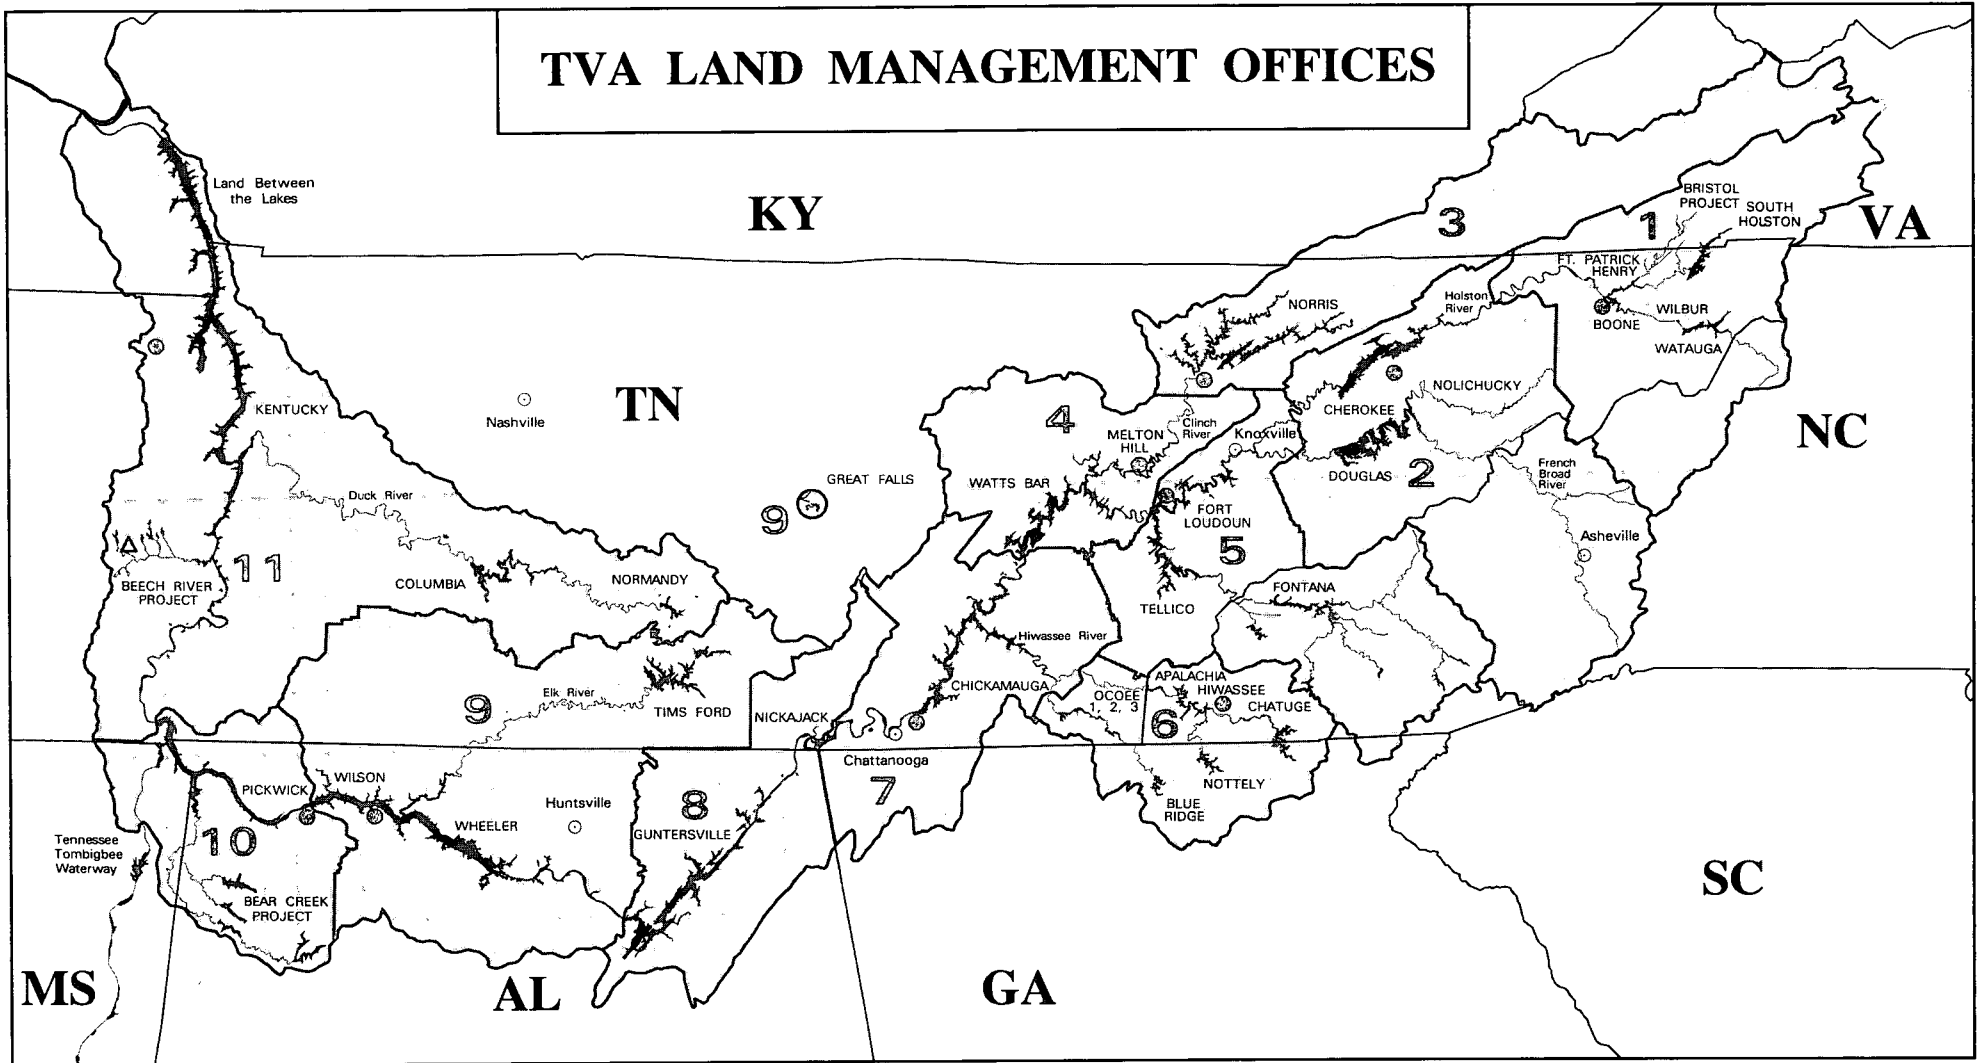 TVA LAND MANAGEMENT OFFICES
Land Between
the Lakes
KY
3
1
BRISTOL
PROJECT
SOUTH
HOLSTON
VA
FT. PATRICK
HENRY
Holston
River
NORRIS
WILBUR
BOONE
WATAUGA
TN
Nashville
KENTUCKY
4
MELTON
HILL
Clinch
River
Knoxville
CHEROKEE
NOLICHUCKY
NC
DOUGLAS
2
French
Broad
River
GREAT FALLS
9
WATTS BAR
Duck River
FORT
LOUDOUN
5
Asheville
11
BEECH RIVER
PROJECT
COLUMBIA
NORMANDY
TELLICO
FONTANA
Hiwassee River
9
Elk River
TIMS FORD
NICKAJACK
CHICKAMAUGA
OCOEE
1, 2, 3
APALACHIA
HIWASSEE
CHATUGE
6
Chattanooga
7
NOTTELY
BLUE
RIDGE
PICKWICK
WILSON
Huntsville
WHEELER
8
GUNTERSVILLE
10
Tennessee
Tombigbee
Waterway
BEAR CREEK
PROJECT
SC
MS
AL
GA